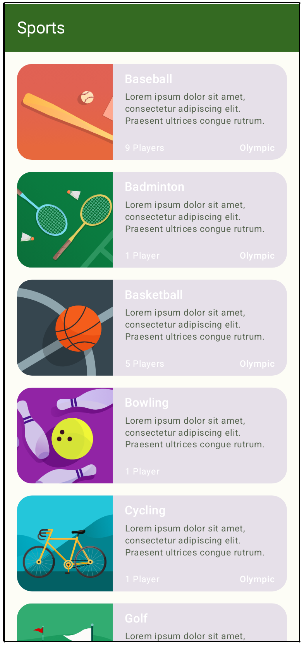 Sports
Baseball
Lorem ipsum dolor sit amet,
consectetur adipiscing elit.
Praesent ultrices congue rutrum.
9 Players Olympic
Badminton
Lorem ipsum dolor sit amet,
consectetur adipiscing elit.
Praesent ultrices congue rutrum.
1 Player Olympic
Basketball
Lorem ipsum dolor sit amet,
consectetur adipiscing elit.
Praesent ultrices congue rutrum.
5 Players Olympic
Bowling
Lorem ipsum dolor sit amet,
consectetur adipiscing elit.
Praesent ultrices congue rutrum.
1 Player
Cycling
Lorem ipsum dolor sit amet,
consectetur adipiscing elit.
Praesent ultrices congue rutrum.
1 Player Olympic
Golf
Lorem ipsum dolor sit amet,